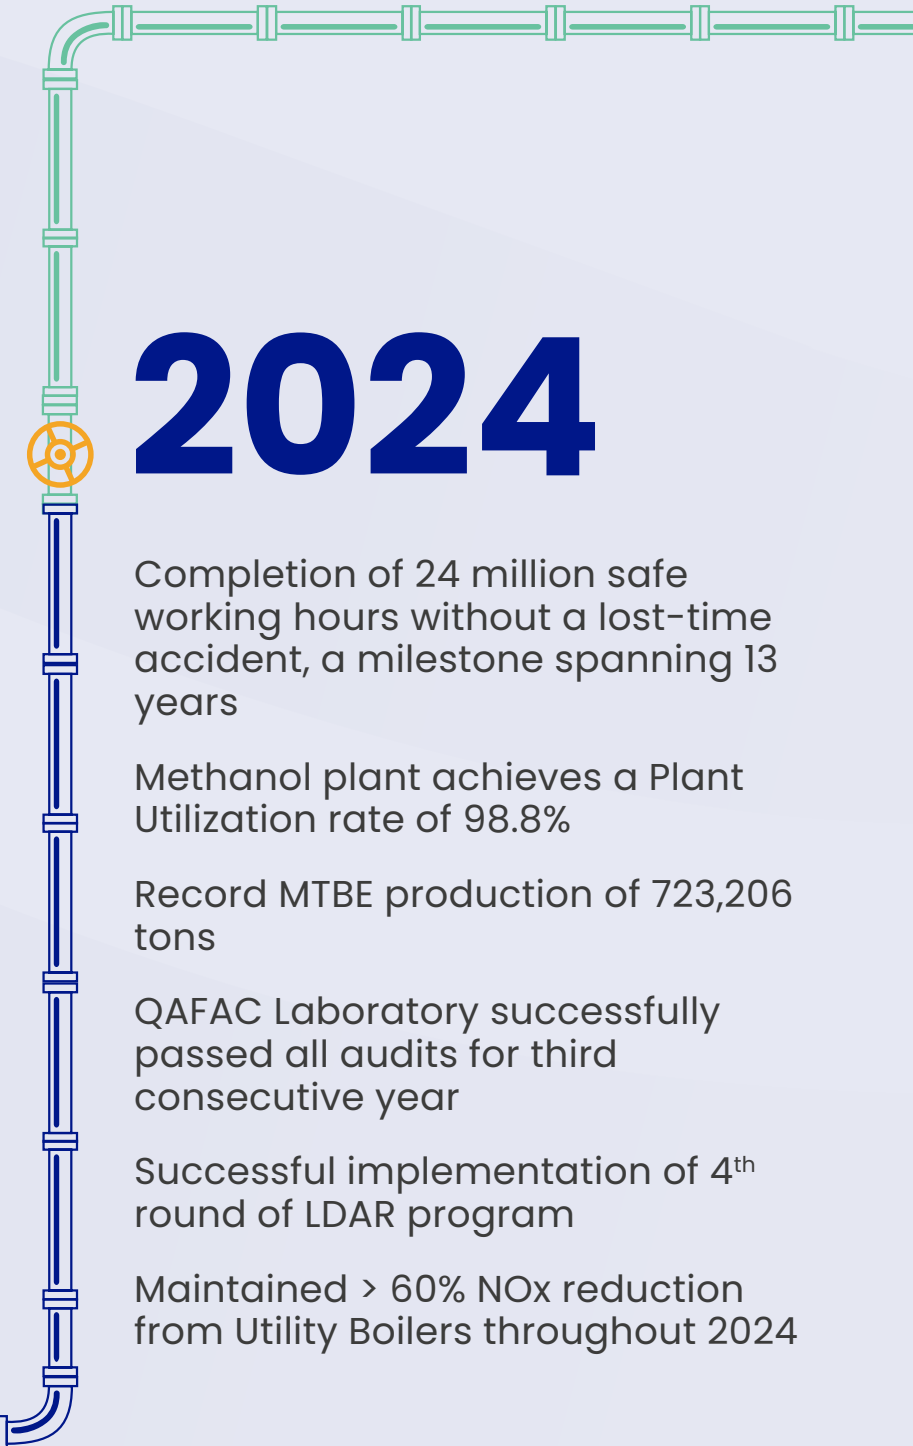 2024
Completion of 24 million safe
working hours without a lost-time
accident, a milestone spanning 13
years
Methanol plant achieves a Plant
Utilization rate of 98.8%
Record MTBE production of 723,206
tons
QAFAC Laboratory successfully
passed all audits for third
consecutive year
Successful implementation of 4th
round of LDAR program
Maintained > 60% NOx reduction
from Utility Boilers throughout 2024